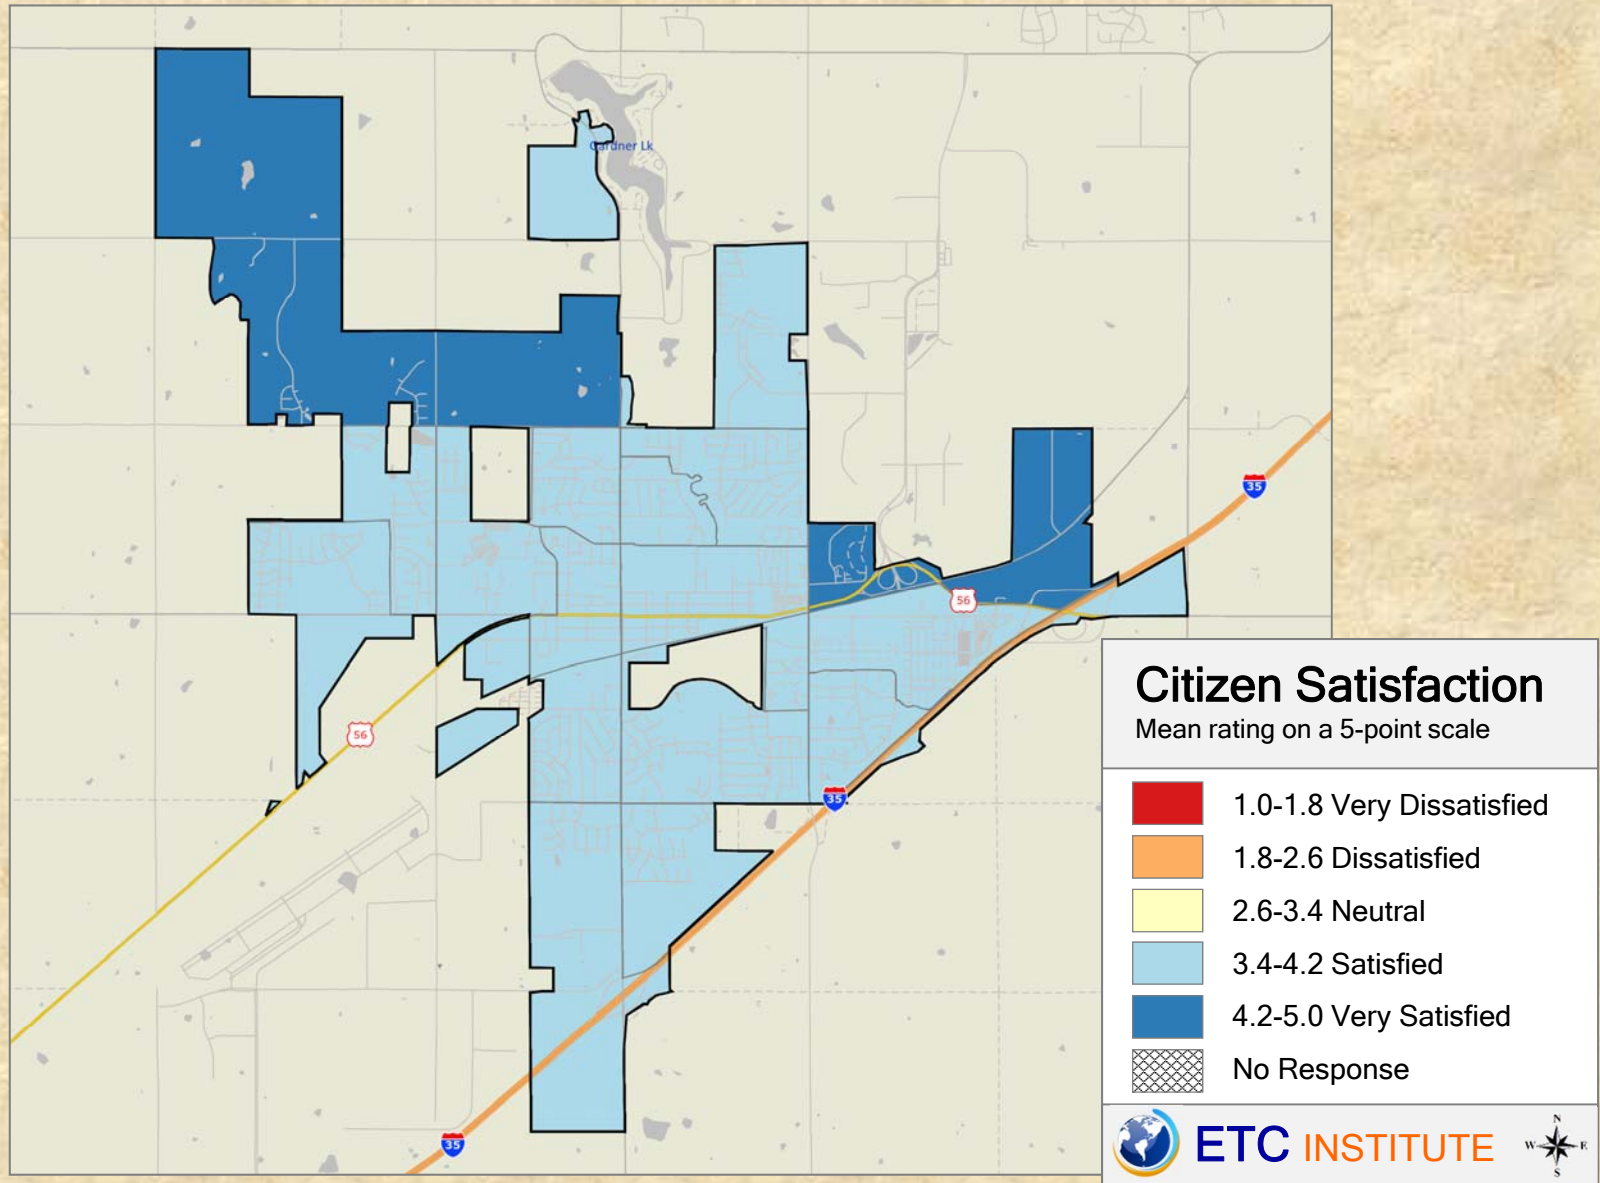 Gardner Lk
1
35
56
56
35
35
Citizen Satisfaction
Mean rating on a 5-point scale
1.0-1.8 Very Dissatisfied
1.8-2.6 Dissatisfied
2.6-3.4 Neutral
3.4-4.2 Satisfied
4.2-5.0 Very Satisfied
No Response
ETC INSTITUTE
N
W E
S